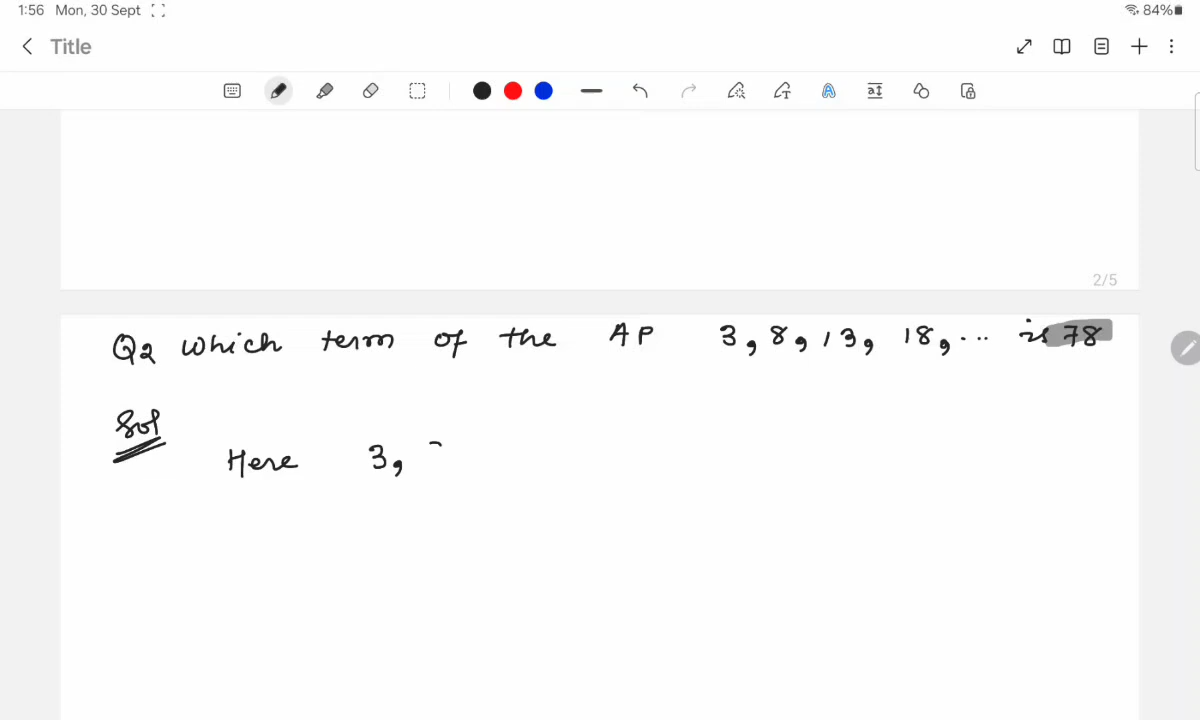 1:56 Mon, 30 Sept
84%
Title
2/5
Q2 which term of the AP 3, 8, 13, 18, ... is 78
Sol
Here 3,